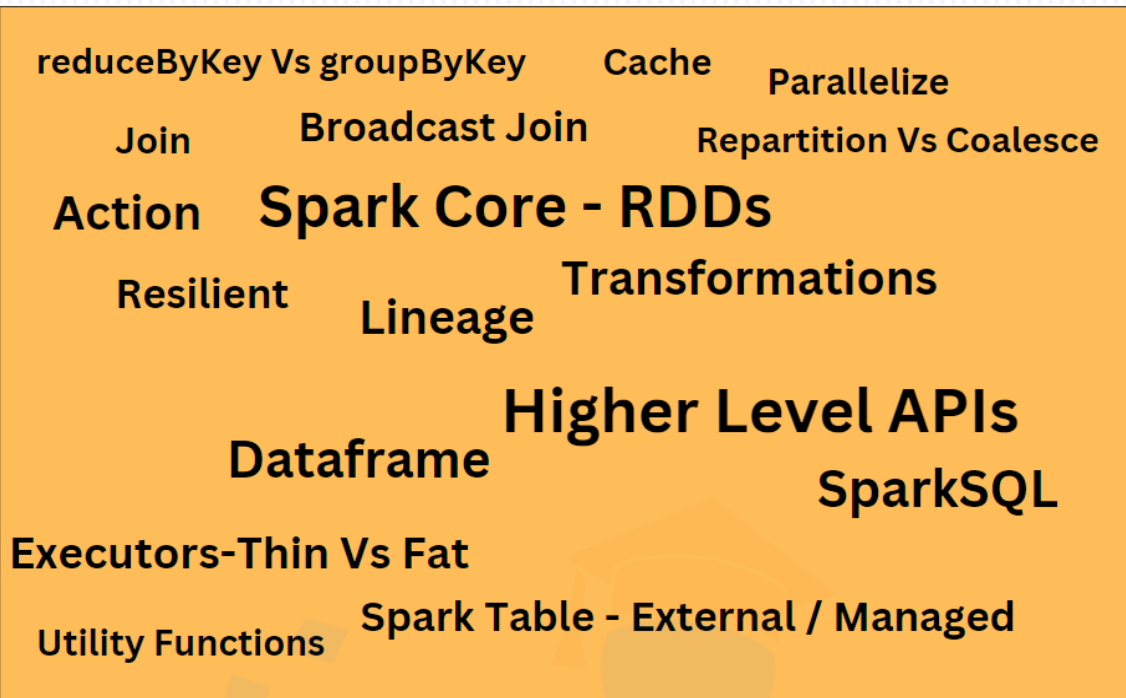 reduceByKey Vs groupByKey
Cache
Parallelize
Join
Broadcast Join
Repartition Vs Coalesce
Action
Spark Core - RDDs
Resilient
Lineage
Transformations
Higher Level APIs
Dataframe
SparkSQL
Executors-Thin Vs Fat
Spark Table - External / Managed
Utility Functions